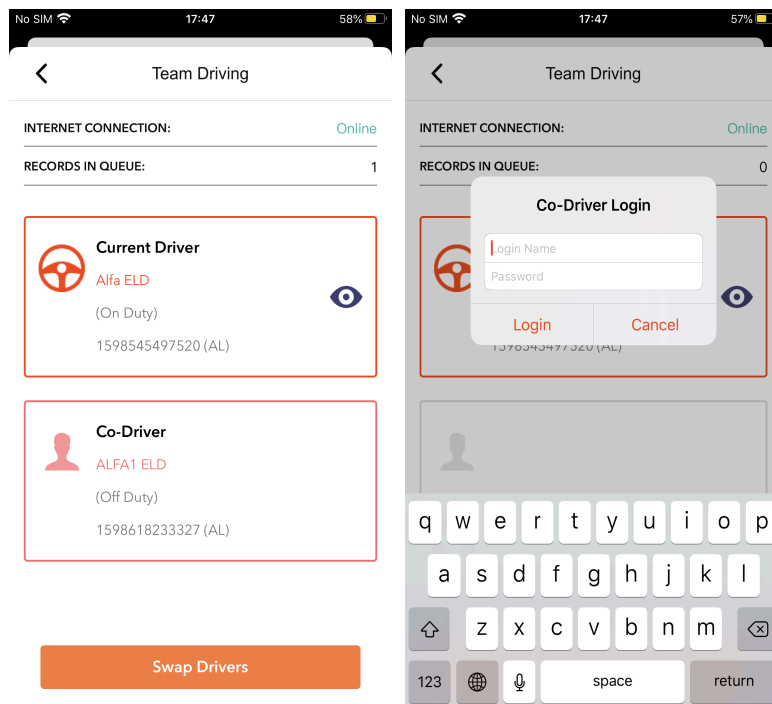 No SIM 17:47 58%
Team Driving
INTERNET CONNECTION: Online
RECORDS IN QUEUE: 1
Current Driver
Alfa ELD
(On Duty)
1598545497520 (AL)
Co-Driver
ALFA1 ELD
(Off Duty)
1598618233327 (AL)
Swap Drivers
No SIM 17:47 57%
Team Driving
INTERNET CONNECTION: Online
RECORDS IN QUEUE: 0
Co-Driver Login
Login Name
Password
Login Cancel
1598545497520 (AL)
q w e r t y u i o p
a s d f g h j k l
z x c v b n m
123 space return